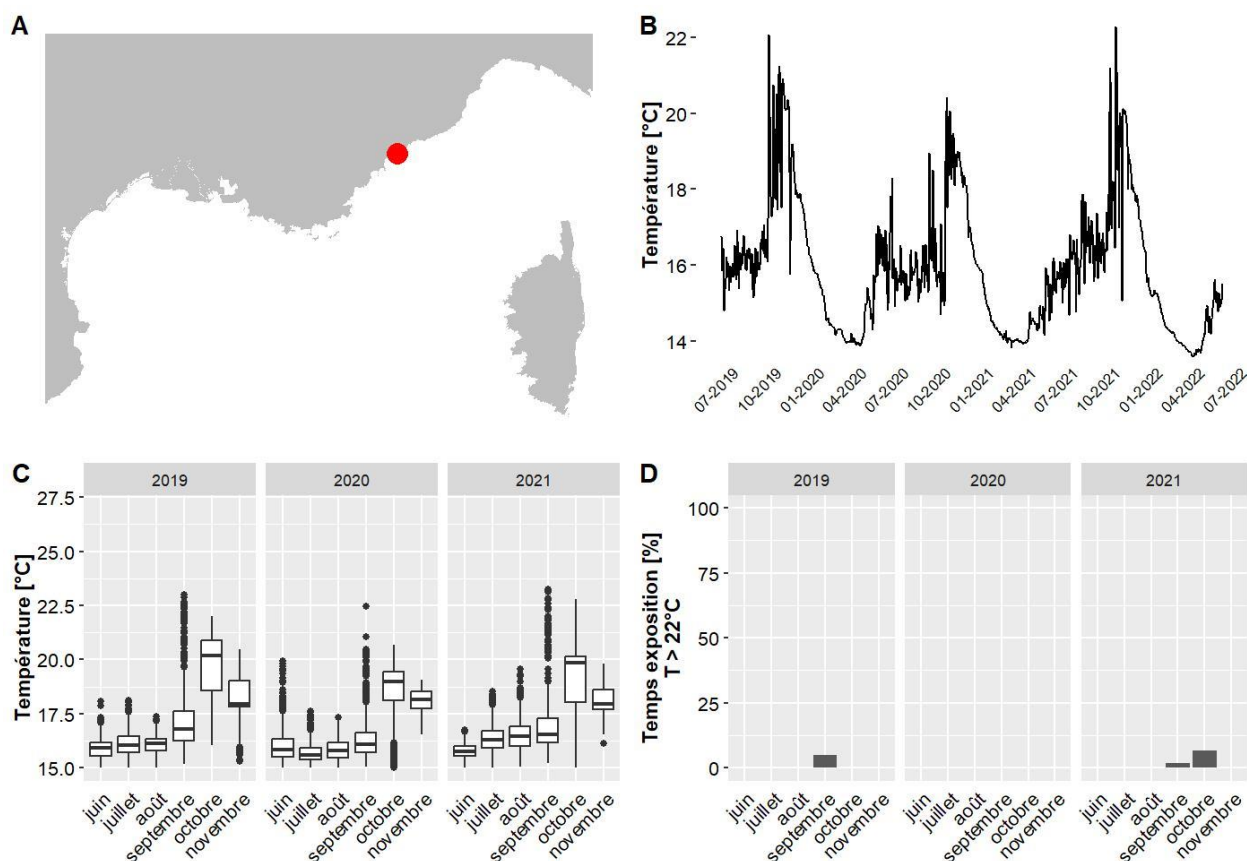 A
B
Température [°C]
22
20
18
16
14
07-2019
10-2019
01-2020
04-2020
07-2020
10-2020
01-2021
04-2021
07-2021
10-2021
01-2022
04-2022
07-2022
C
2019
2020
2021
Température [°C]
27.5
25.0
22.5
20.0
17.5
15.0
juin
juillet
août
septembre
octobre
novembre
juin
juillet
août
septembre
octobre
novembre
juin
juillet
août
septembre
octobre
novembre
D
2019
2020
2021
Temps exposition [%]
T > 22°C
100
75
50
25
0
juin
juillet
août
septembre
octobre
novembre
juin
juillet
août
septembre
octobre
novembre
juin
juillet
août
septembre
octobre
novembre